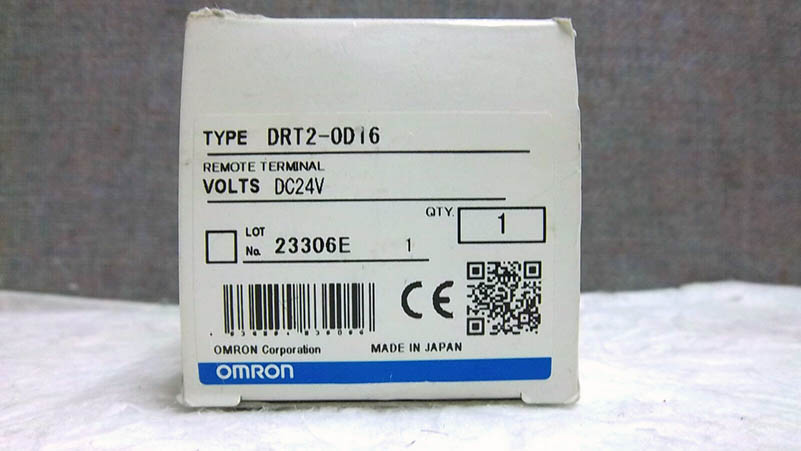 TYPE DRT2-OD16
REMOTE TERMINAL
VOLTS DC24V
QTY. 1
LOT No. 23306E 1
CE
OMRON Corporation MADE IN JAPAN
OMRON